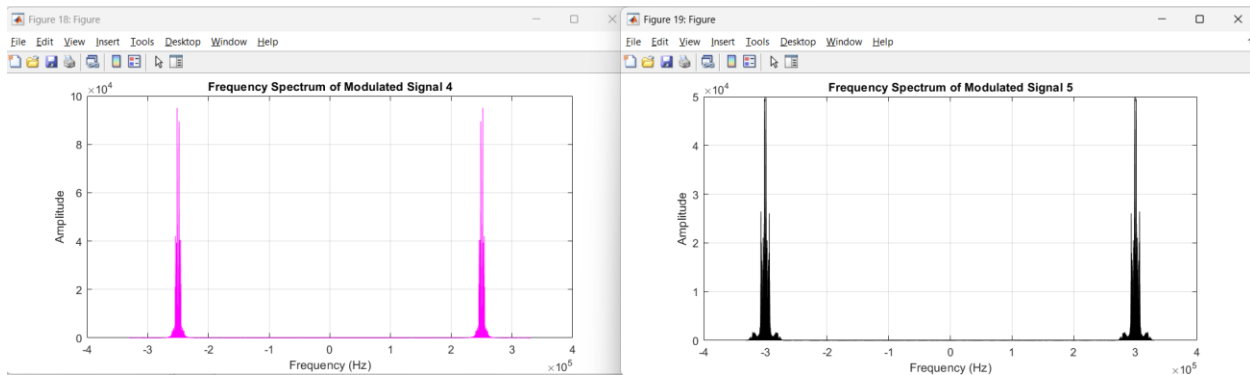 Figure 18: Figure
File Edit View Insert Tools Desktop Window Help
Frequency Spectrum of Modulated Signal 4
×10⁴
10
8
6
4
2
0
Amplitude
-4 -3 -2 -1 0 1 2 3 4
Frequency (Hz)
×10⁵
Figure 19: Figure
File Edit View Insert Tools Desktop Window Help
Frequency Spectrum of Modulated Signal 5
×10⁴
5
4
3
2
1
0
Amplitude
-4 -3 -2 -1 0 1 2 3 4
Frequency (Hz)
×10⁵